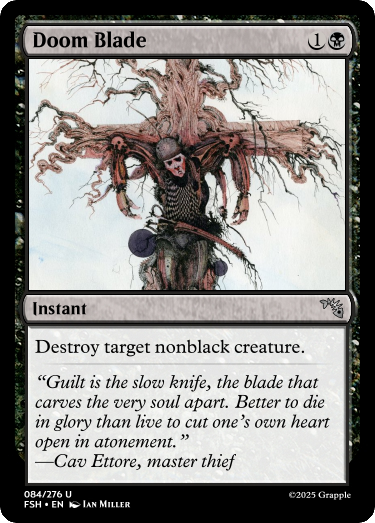 Doom Blade 1
Instant
Destroy target nonblack creature.
“Guilt is the slow knife, the blade that
carves the very soul apart. Better to die
in glory than live to cut one’s own heart
open in atonement.”
—Cav Ettore, master thief
084/276 U
FSH • EN Ian Miller
©2025 Grapple